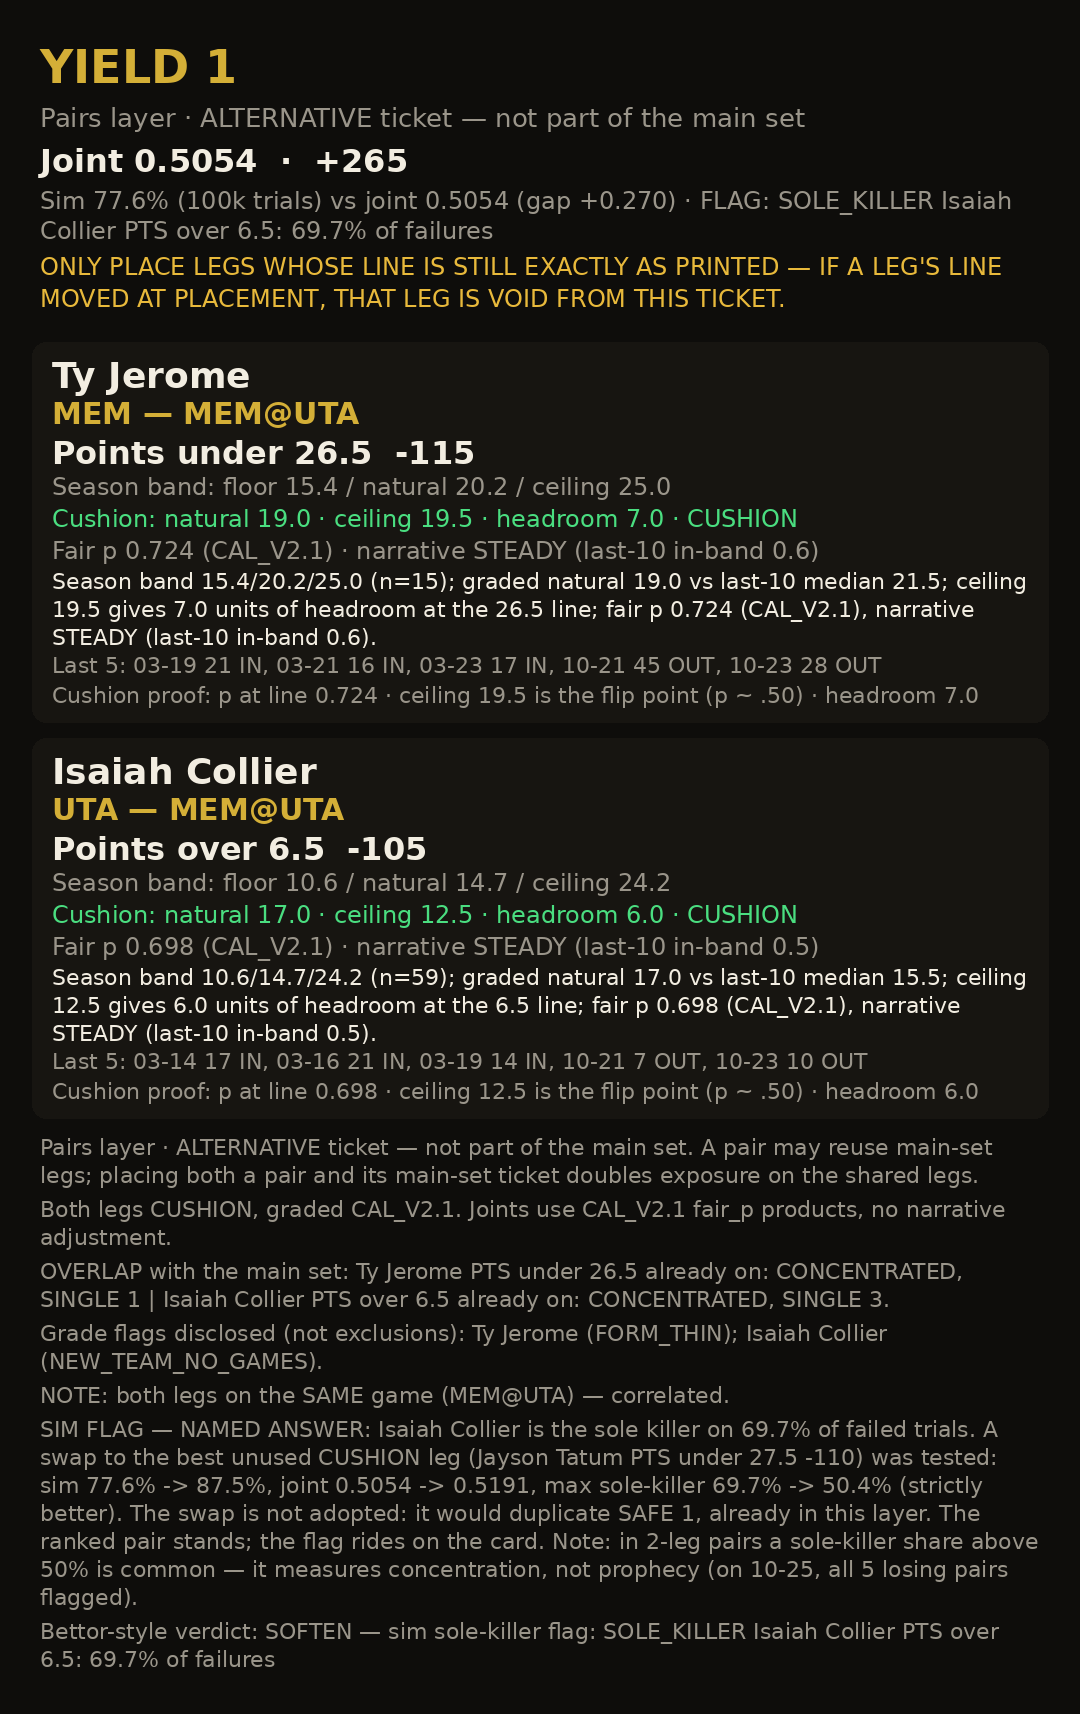 YIELD 1
Pairs layer · ALTERNATIVE ticket — not part of the main set
Joint 0.5054 · +265
Sim 77.6% (100k trials) vs joint 0.5054 (gap +0.270) · FLAG: SOLE_KILLER Isaiah
Collier PTS over 6.5: 69.7% of failures
ONLY PLACE LEGS WHOSE LINE IS STILL EXACTLY AS PRINTED — IF A LEG'S LINE
MOVED AT PLACEMENT, THAT LEG IS VOID FROM THIS TICKET.
Ty Jerome
MEM — MEM@UTA
Points under 26.5 -115
Season band: floor 15.4 / natural 20.2 / ceiling 25.0
Cushion: natural 19.0 · ceiling 19.5 · headroom 7.0 · CUSHION
Fair p 0.724 (CAL_V2.1) · narrative STEADY (last-10 in-band 0.6)
Season band 15.4/20.2/25.0 (n=15); graded natural 19.0 vs last-10 median 21.5; ceiling
19.5 gives 7.0 units of headroom at the 26.5 line; fair p 0.724 (CAL_V2.1), narrative
STEADY (last-10 in-band 0.6).
Last 5: 03-19 21 IN, 03-21 16 IN, 03-23 17 IN, 10-21 45 OUT, 10-23 28 OUT
Cushion proof: p at line 0.724 · ceiling 19.5 is the flip point (p ~ .50) · headroom 7.0
Isaiah Collier
UTA — MEM@UTA
Points over 6.5 -105
Season band: floor 10.6 / natural 14.7 / ceiling 24.2
Cushion: natural 17.0 · ceiling 12.5 · headroom 6.0 · CUSHION
Fair p 0.698 (CAL_V2.1) · narrative STEADY (last-10 in-band 0.5)
Season band 10.6/14.7/24.2 (n=59); graded natural 17.0 vs last-10 median 15.5; ceiling
12.5 gives 6.0 units of headroom at the 6.5 line; fair p 0.698 (CAL_V2.1), narrative
STEADY (last-10 in-band 0.5).
Last 5: 03-14 17 IN, 03-16 21 IN, 03-19 14 IN, 10-21 7 OUT, 10-23 10 OUT
Cushion proof: p at line 0.698 · ceiling 12.5 is the flip point (p ~ .50) · headroom 6.0
Pairs layer · ALTERNATIVE ticket — not part of the main set. A pair may reuse main-set
legs; placing both a pair and its main-set ticket doubles exposure on the shared legs.
Both legs CUSHION, graded CAL_V2.1. Joints use CAL_V2.1 fair_p products, no narrative
adjustment.
OVERLAP with the main set: Ty Jerome PTS under 26.5 already on: CONCENTRATED,
SINGLE 1 | Isaiah Collier PTS over 6.5 already on: CONCENTRATED, SINGLE 3.
Grade flags disclosed (not exclusions): Ty Jerome (FORM_THIN); Isaiah Collier
(NEW_TEAM_NO_GAMES).
NOTE: both legs on the SAME game (MEM@UTA) — correlated.
SIM FLAG — NAMED ANSWER: Isaiah Collier is the sole killer on 69.7% of failed trials. A
swap to the best unused CUSHION leg (Jayson Tatum PTS under 27.5 -110) was tested:
sim 77.6% -> 87.5%, joint 0.5054 -> 0.5191, max sole-killer 69.7% -> 50.4% (strictly
better). The swap is not adopted: it would duplicate SAFE 1, already in this layer. The
ranked pair stands; the flag rides on the card. Note: in 2-leg pairs a sole-killer share above
50% is common — it measures concentration, not prophecy (on 10-25, all 5 losing pairs
flagged).
Bettor-style verdict: SOFTEN — sim sole-killer flag: SOLE_KILLER Isaiah Collier PTS over
6.5: 69.7% of failures